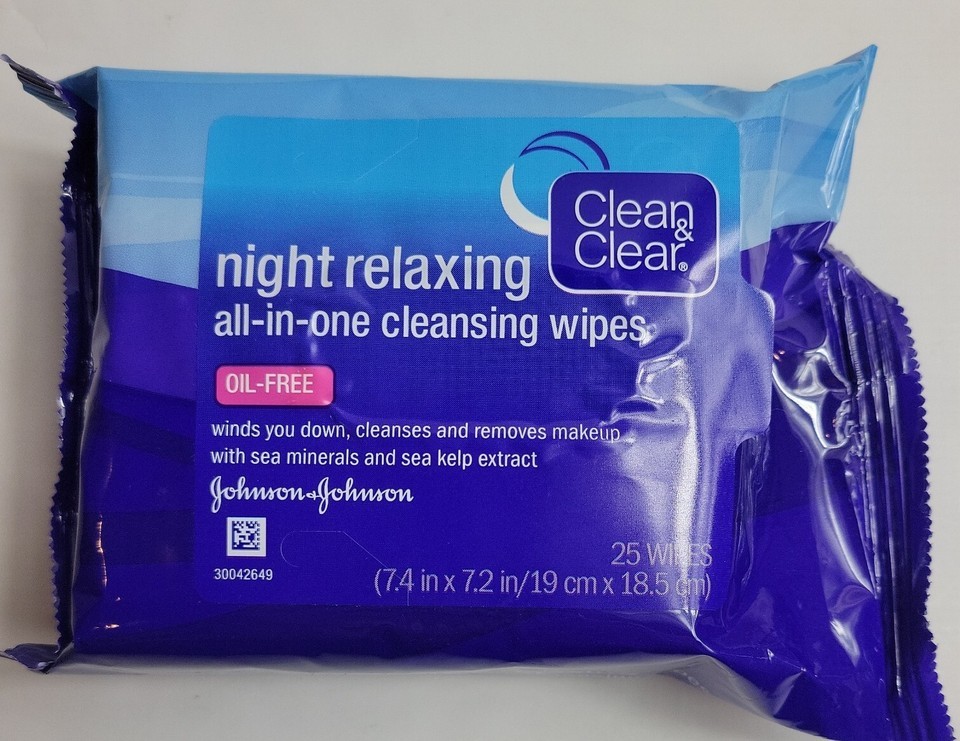 Clean
&
Clear®
night relaxing
all-in-one cleansing wipes
OIL-FREE
winds you down, cleanses and removes makeup
with sea minerals and sea kelp extract
Johnson & Johnson
30042649
25 WIPES
(7.4 in x 7.2 in/19 cm x 18.5 cm)